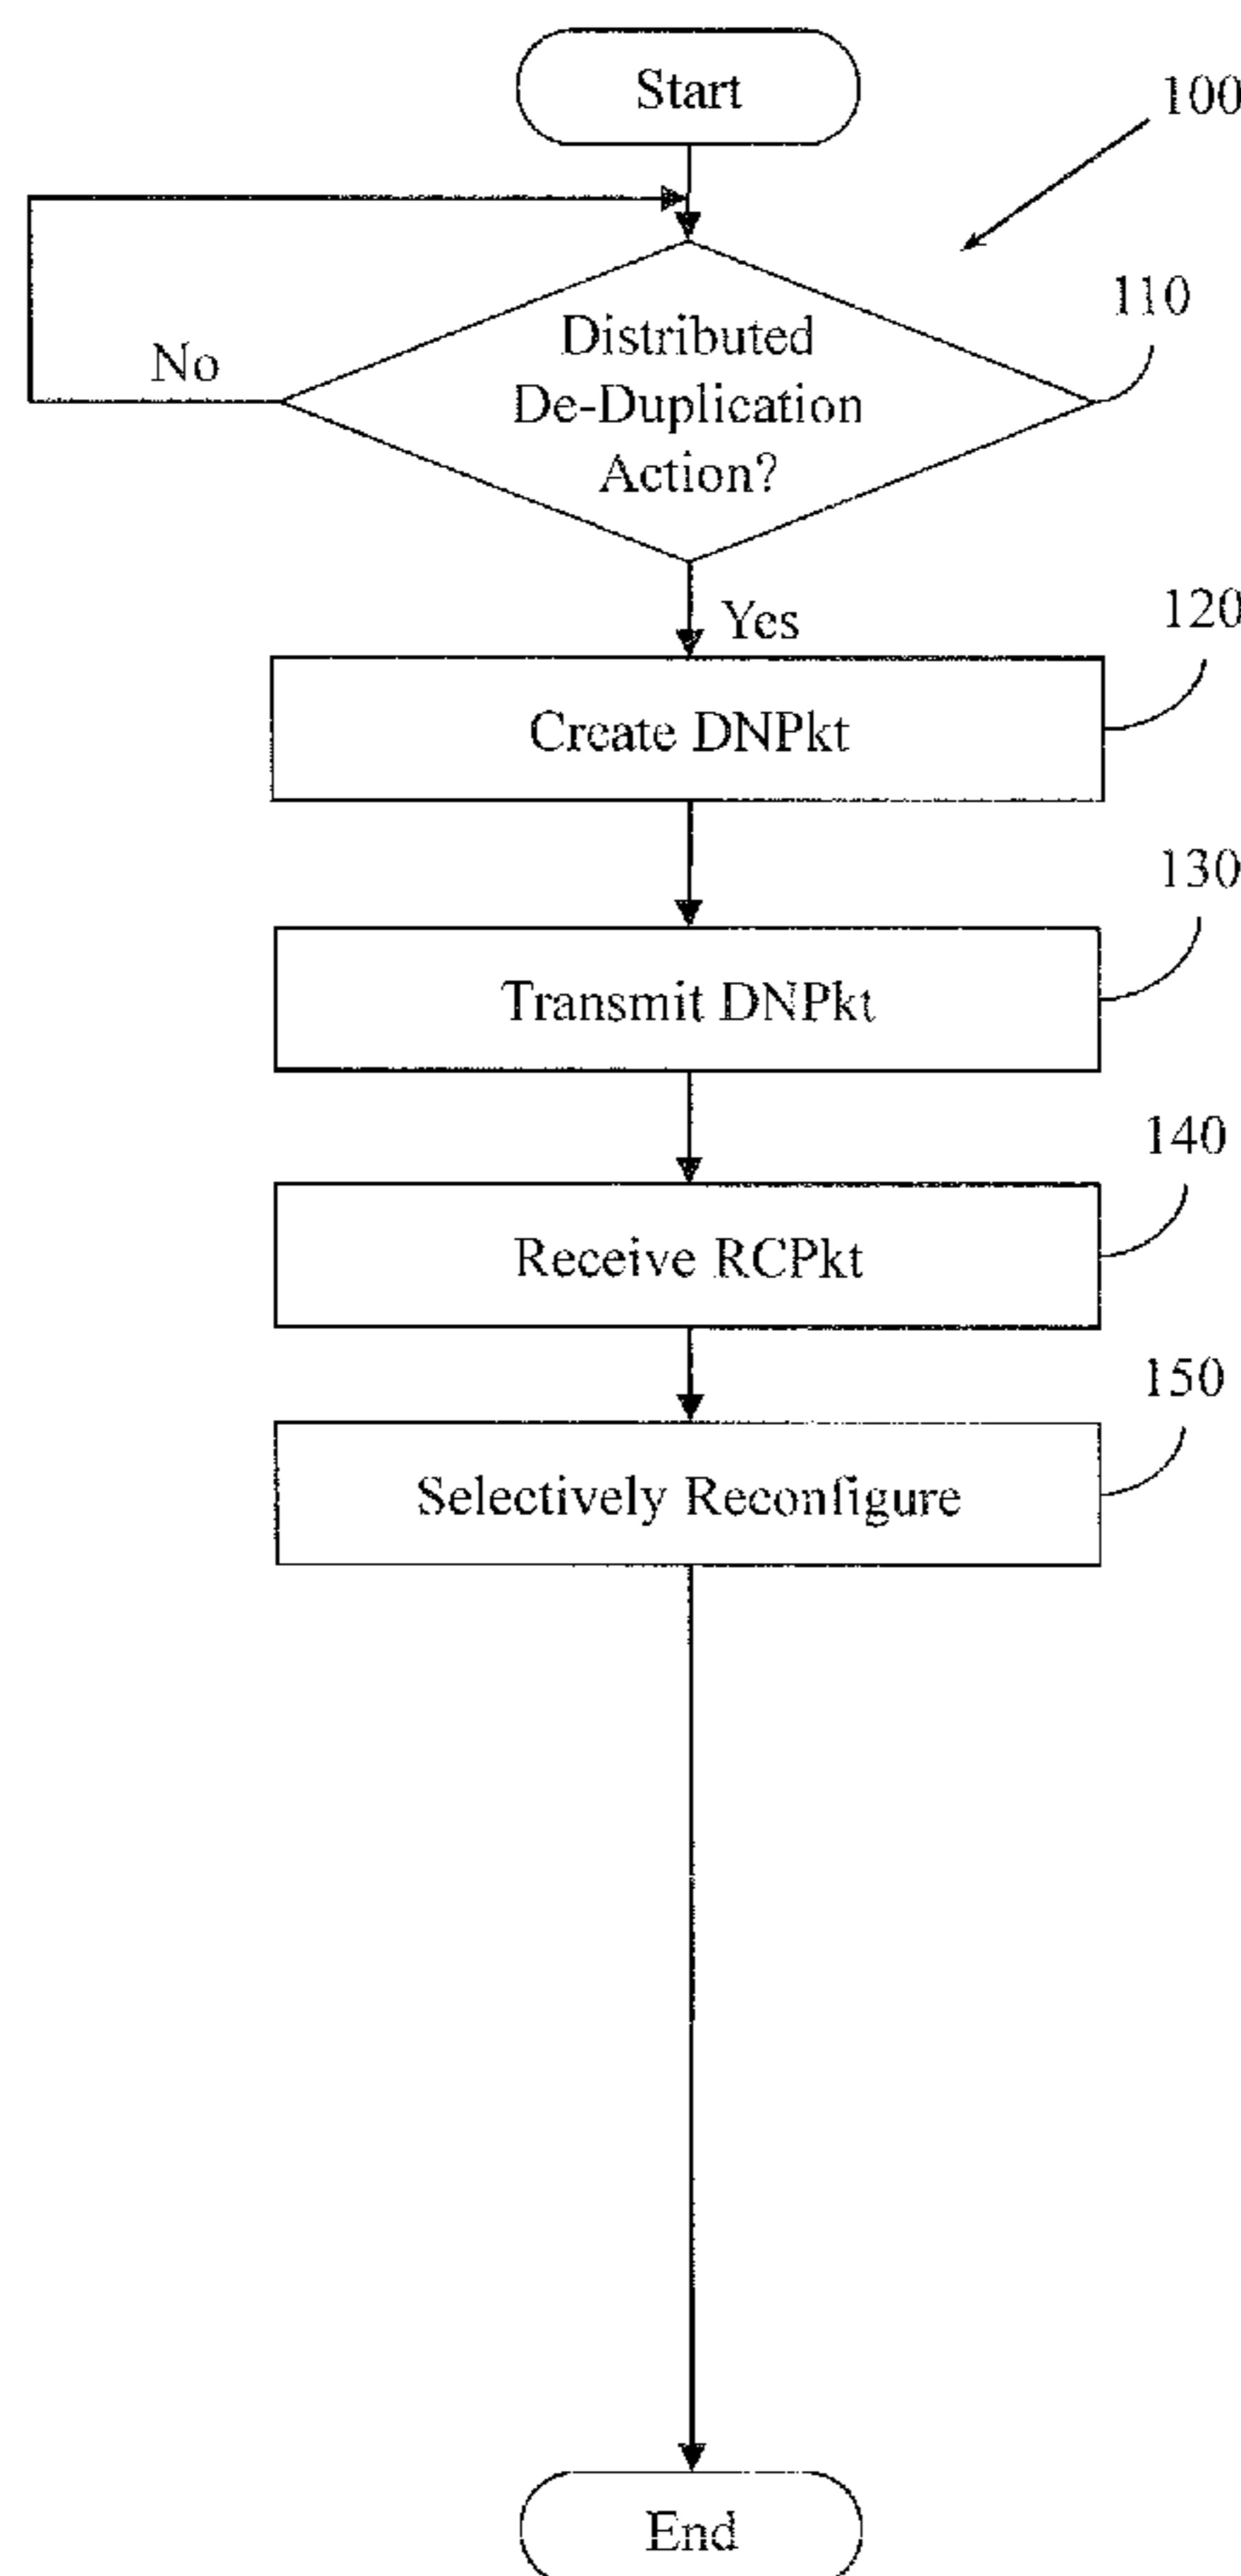 Start
100
110
Distributed
De-Duplication
Action?
No
Yes
120
Create DNPkt
130
Transmit DNPkt
140
Receive RCPkt
150
Selectively Reconfigure
End